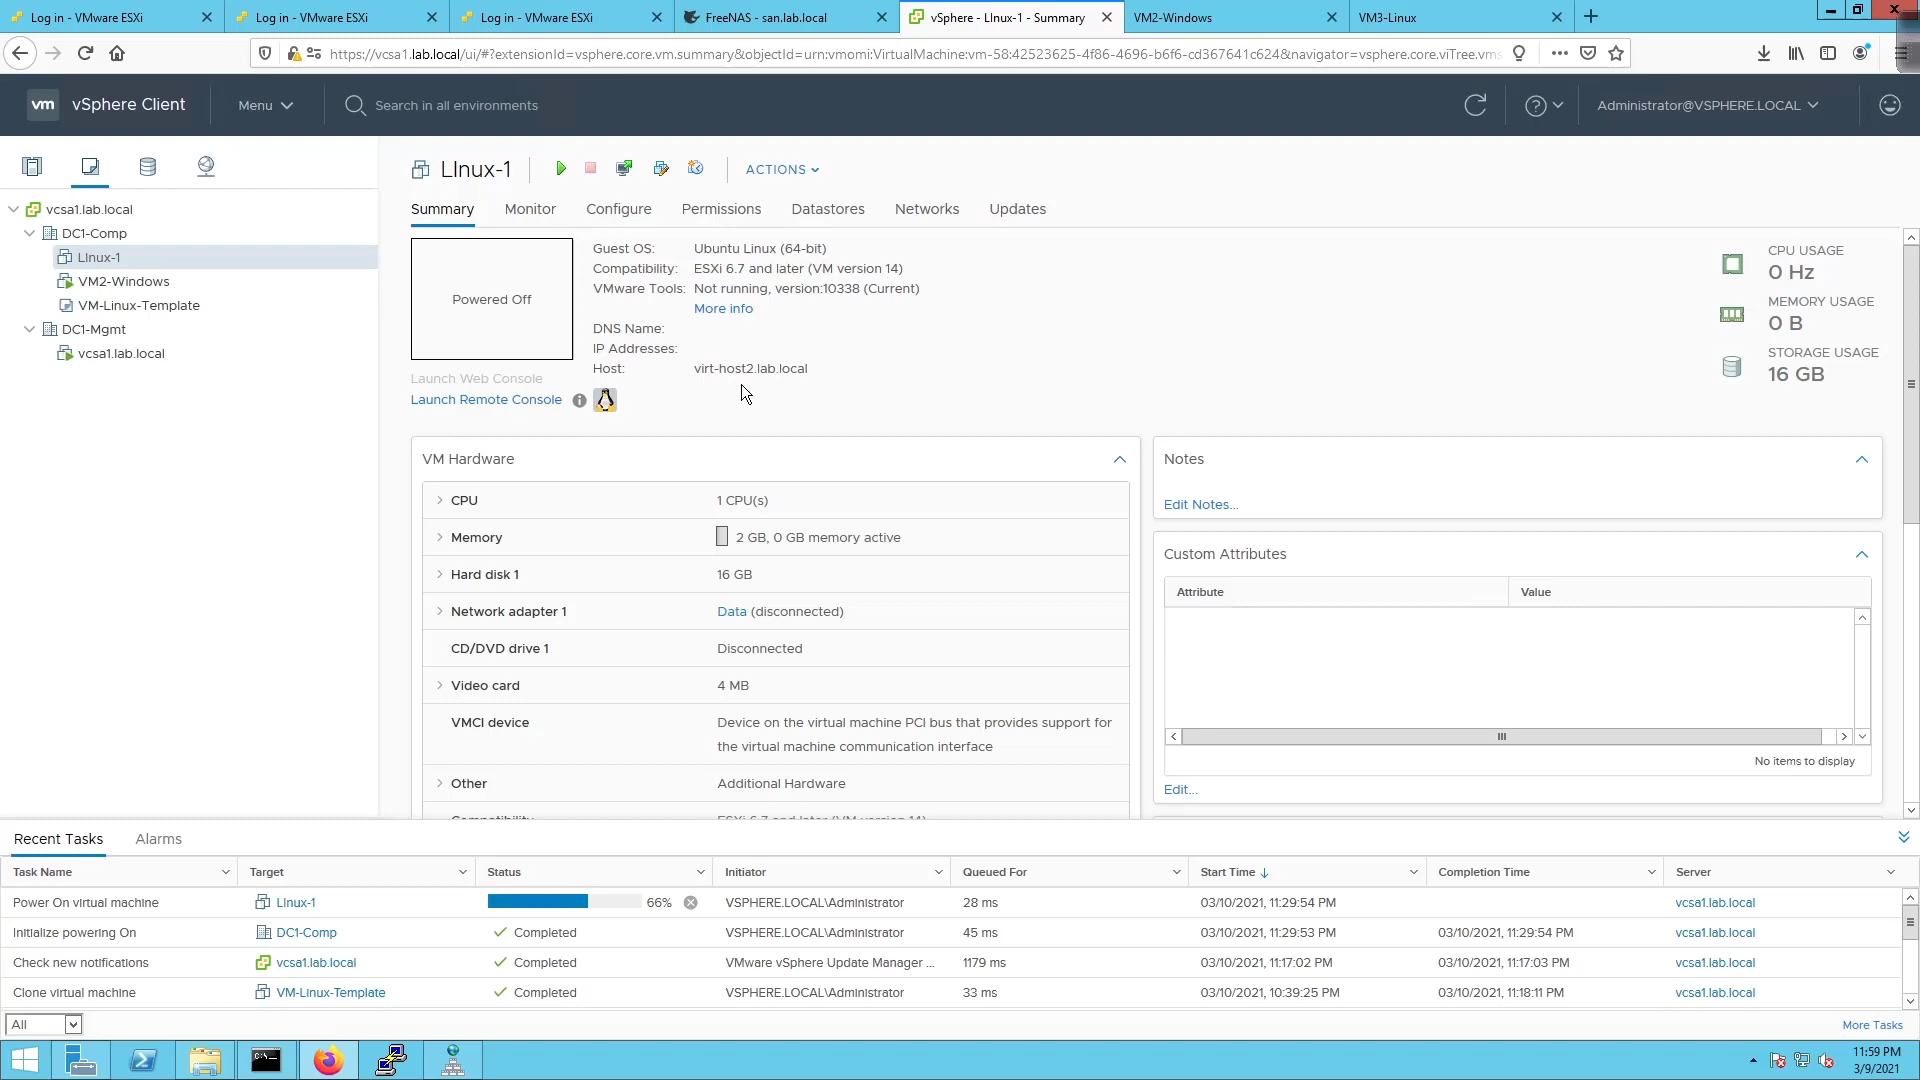 Log in - VMware ESXi
Log in - VMware ESXi
Log in - VMware ESXi
FreeNAS - san.lab.local
vSphere - LInux-1 - Summary
VM2-Windows
VM3-Linux
https://vcsa1.lab.local/ui/#?extensionId=vsphere.core.vm.summary&objectId=urn:vmomi:VirtualMachine:vm-58:42523625-4f86-4696-b6f6-cd367641c624&navigator=vsphere.core.viTree.vms
vm
vSphere Client
Menu
Search in all environments
Administrator@VSPHERE.LOCAL
vcsa1.lab.local
DC1-Comp
LInux-1
VM2-Windows
VM-Linux-Template
DC1-Mgmt
vcsa1.lab.local
LInux-1
ACTIONS
Summary
Monitor
Configure
Permissions
Datastores
Networks
Updates
Powered Off
Launch Web Console
Launch Remote Console
Guest OS: Ubuntu Linux (64-bit)
Compatibility: ESXi 6.7 and later (VM version 14)
VMware Tools: Not running, version:10338 (Current)
More info
DNS Name:
IP Addresses:
Host: virt-host2.lab.local
CPU USAGE
0 Hz
MEMORY USAGE
0 B
STORAGE USAGE
16 GB
VM Hardware
CPU 1 CPU(s)
Memory 2 GB, 0 GB memory active
Hard disk 1 16 GB
Network adapter 1 Data (disconnected)
CD/DVD drive 1 Disconnected
Video card 4 MB
VMCI device Device on the virtual machine PCI bus that provides support for
the virtual machine communication interface
Other Additional Hardware
Compatibility ESXi 6.7 and later (VM version 14)
Notes
Edit Notes...
Custom Attributes
Attribute Value
No items to display
Edit...
Recent Tasks Alarms
Task Name Target Status Initiator Queued For Start Time Completion Time Server
Power On virtual machine LInux-1 66% VSPHERE.LOCAL\Administrator 28 ms 03/10/2021, 11:29:54 PM vcsa1.lab.local
Initialize powering On DC1-Comp Completed VSPHERE.LOCAL\Administrator 45 ms 03/10/2021, 11:29:53 PM 03/10/2021, 11:29:54 PM vcsa1.lab.local
Check new notifications vcsa1.lab.local Completed VMware vSphere Update Manager ... 1179 ms 03/10/2021, 11:17:02 PM 03/10/2021, 11:17:03 PM vcsa1.lab.local
Clone virtual machine VM-Linux-Template Completed VSPHERE.LOCAL\Administrator 33 ms 03/10/2021, 10:39:25 PM 03/10/2021, 11:18:11 PM vcsa1.lab.local
All
More Tasks
11:59 PM
3/9/2021